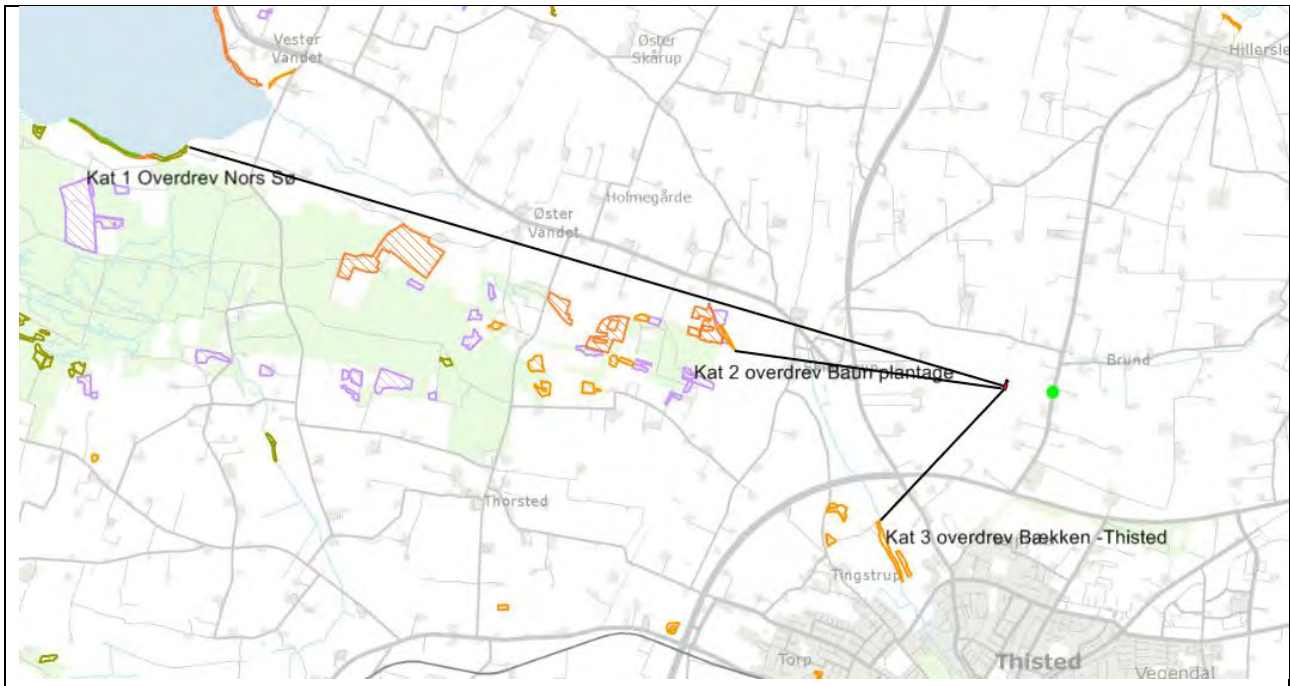 Vester
Vandet
Øster
Skårup
Hillersle
Kat 1 Overdrev Nors Sø
Holmegårde
Øster
Vandet
Brund
Kat 2 overdrev Baun plantage
Thorsted
Kat 3 overdrev Bækken -Thisted
Tingstrup
Torp
Thisted
Vegendal